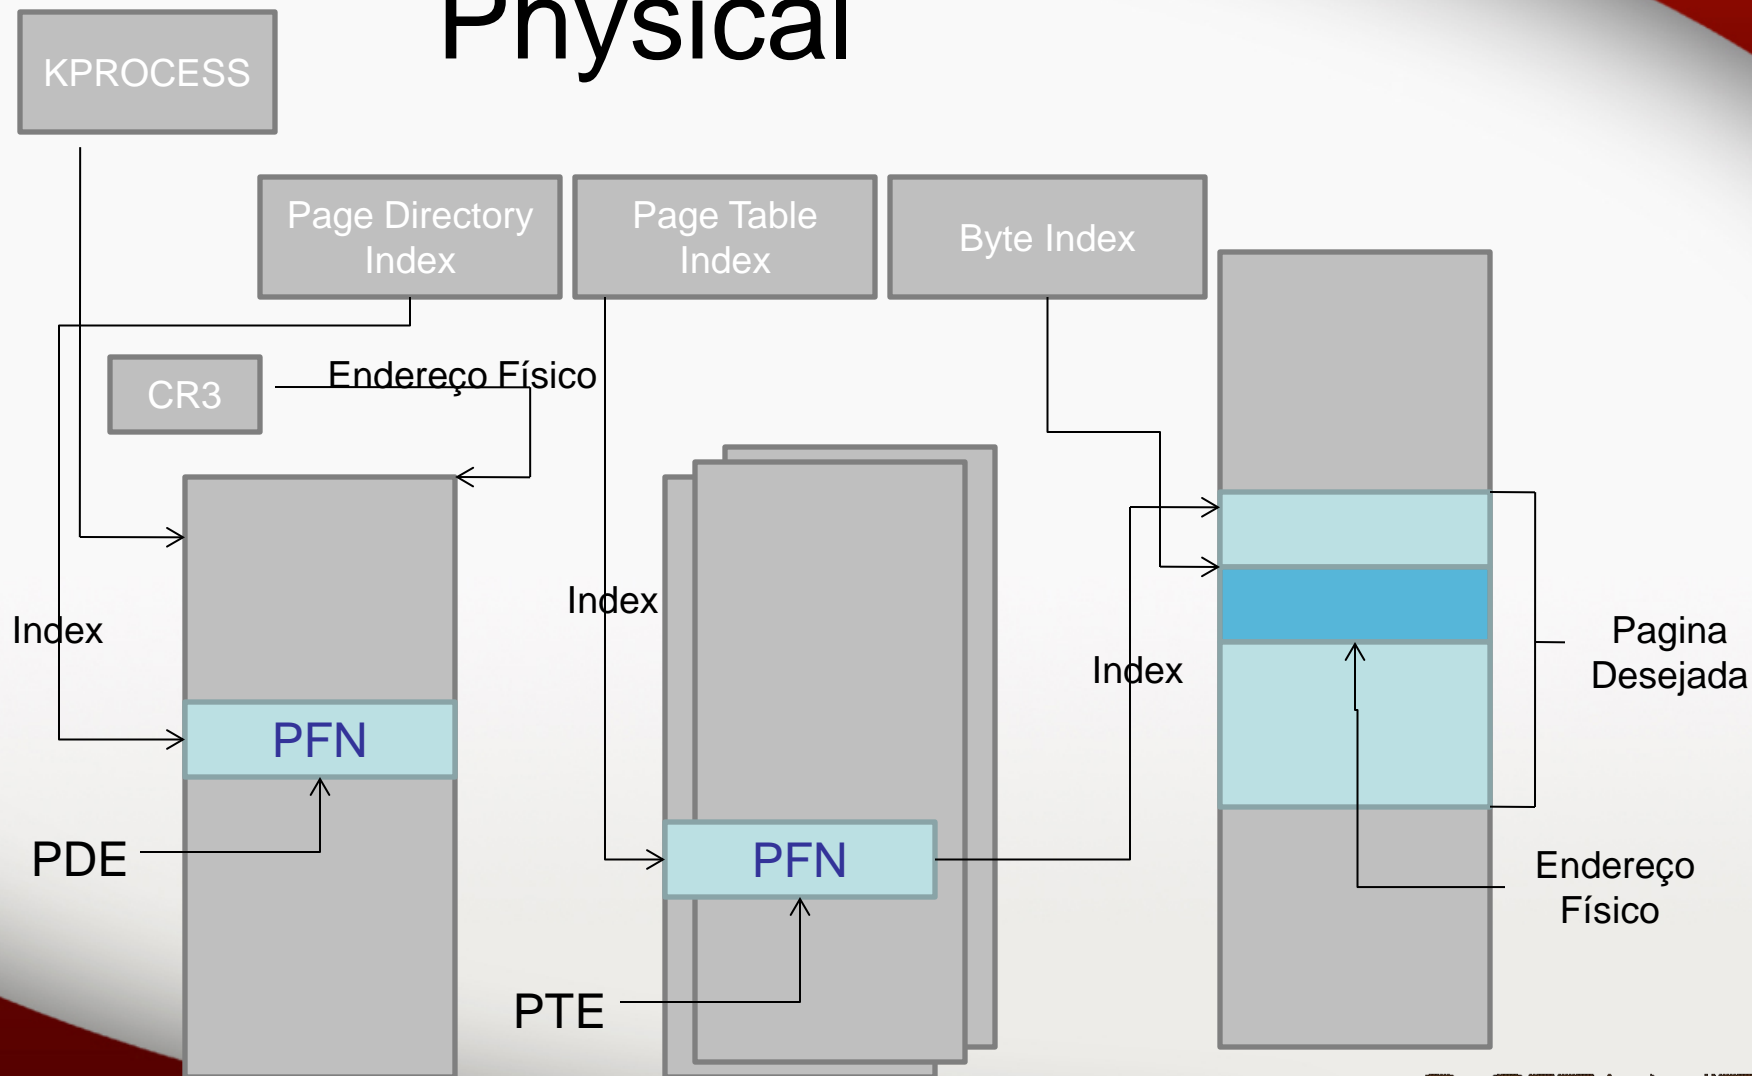 Physical
KPROCESS
Page Directory
Index
Page Table
Index
Byte Index
CR3
Endereço Físico
Index
Index
Index
Pagina
Desejada
PFN
PDE
PFN
Endereço
Físico
PTE